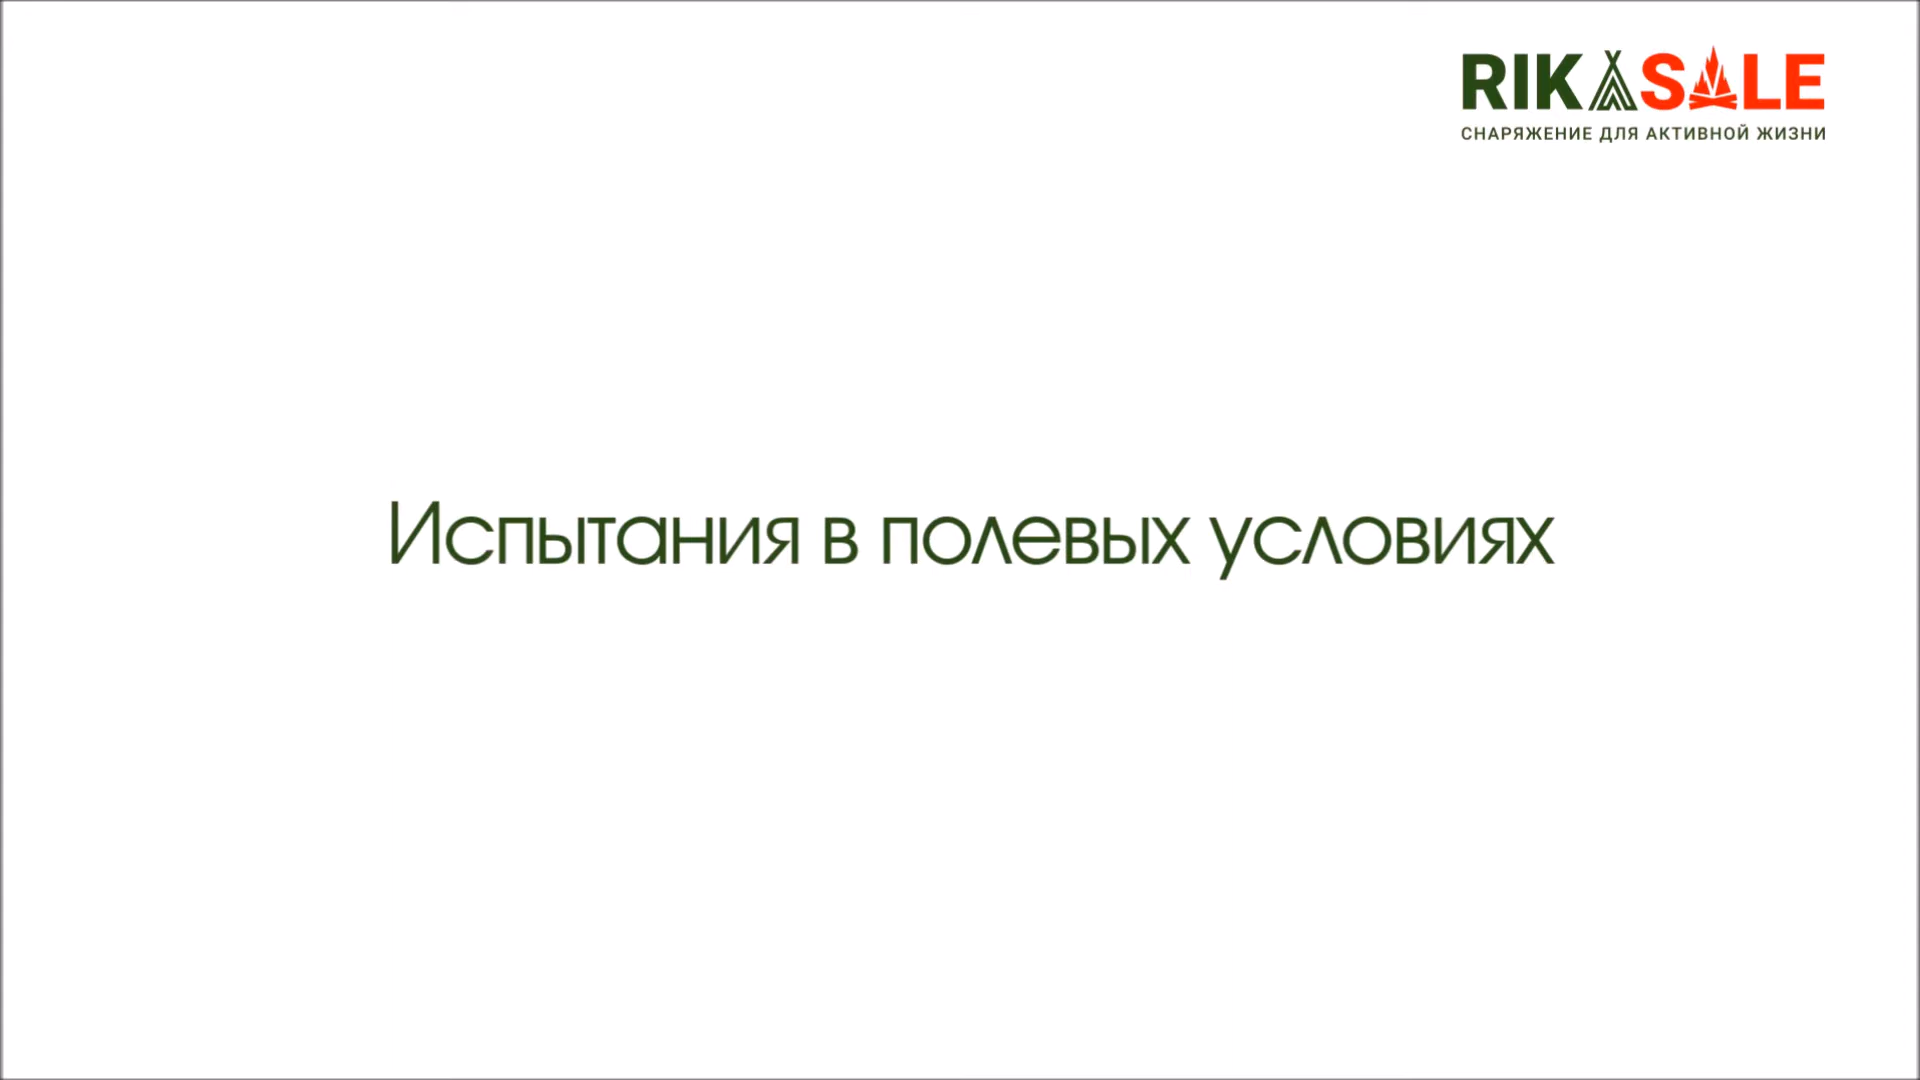 RIKASALE
СНАРЯЖЕНИЕ ДЛЯ АКТИВНОЙ ЖИЗНИ
Испытания в полевых условиях